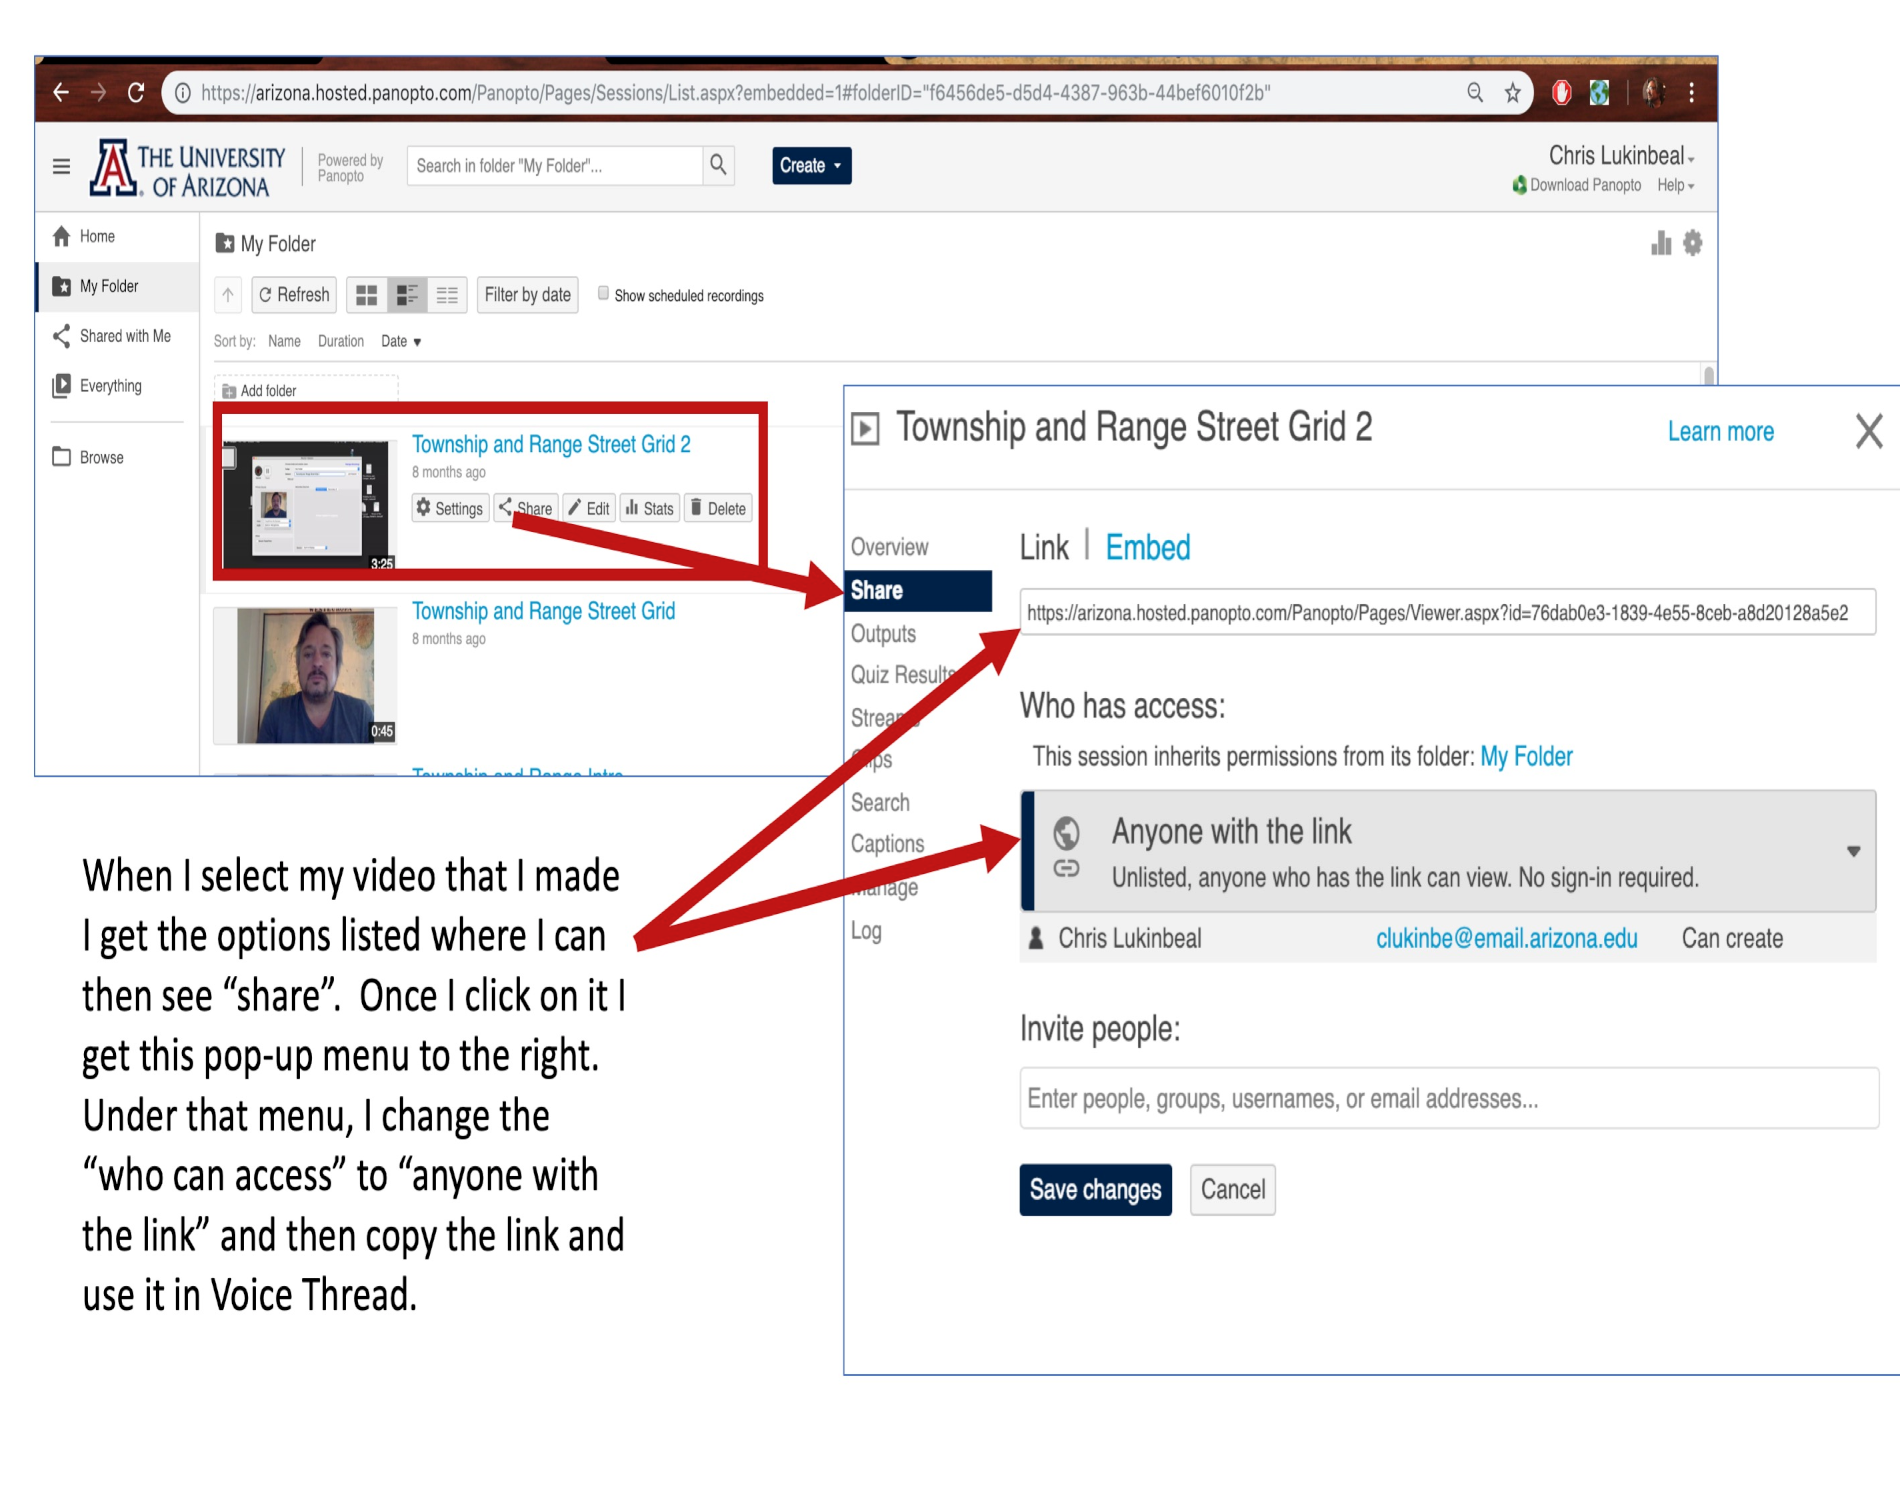 https://arizona.hosted.panopto.com/Panopto/Pages/Sessions/List.aspx?embedded=1#folderID="f6456de5-d5d4-4387-963b-44bef6010f2b"
THE UNIVERSITY
OF ARIZONA
Powered by
Panopto
Search in folder "My Folder"...
Create
Chris Lukinbeal
Download Panopto Help
Home
My Folder
Shared with Me
Everything
Browse
My Folder
Refresh Filter by date Show scheduled recordings
Sort by: Name Duration Date
Add folder
Township and Range Street Grid 2
8 months ago
Settings Share Edit Stats Delete
3:25
Township and Range Street Grid
8 months ago
0:45
Township and Range Intro
Township and Range Street Grid 2
Learn more
Overview
Share
Outputs
Quiz Results
Streams
Clips
Search
Captions
Manage
Log
Link | Embed
https://arizona.hosted.panopto.com/Panopto/Pages/Viewer.aspx?id=76dab0e3-1839-4e55-8ceb-a8d20128a5e2
Who has access:
This session inherits permissions from its folder: My Folder
Anyone with the link
Unlisted, anyone who has the link can view. No sign-in required.
Chris Lukinbeal clukinbe@email.arizona.edu Can create
Invite people:
Enter people, groups, usernames, or email addresses...
Save changes Cancel
When I select my video that I made
I get the options listed where I can
then see “share”. Once I click on it I
get this pop-up menu to the right.
Under that menu, I change the
“who can access” to “anyone with
the link” and then copy the link and
use it in Voice Thread.